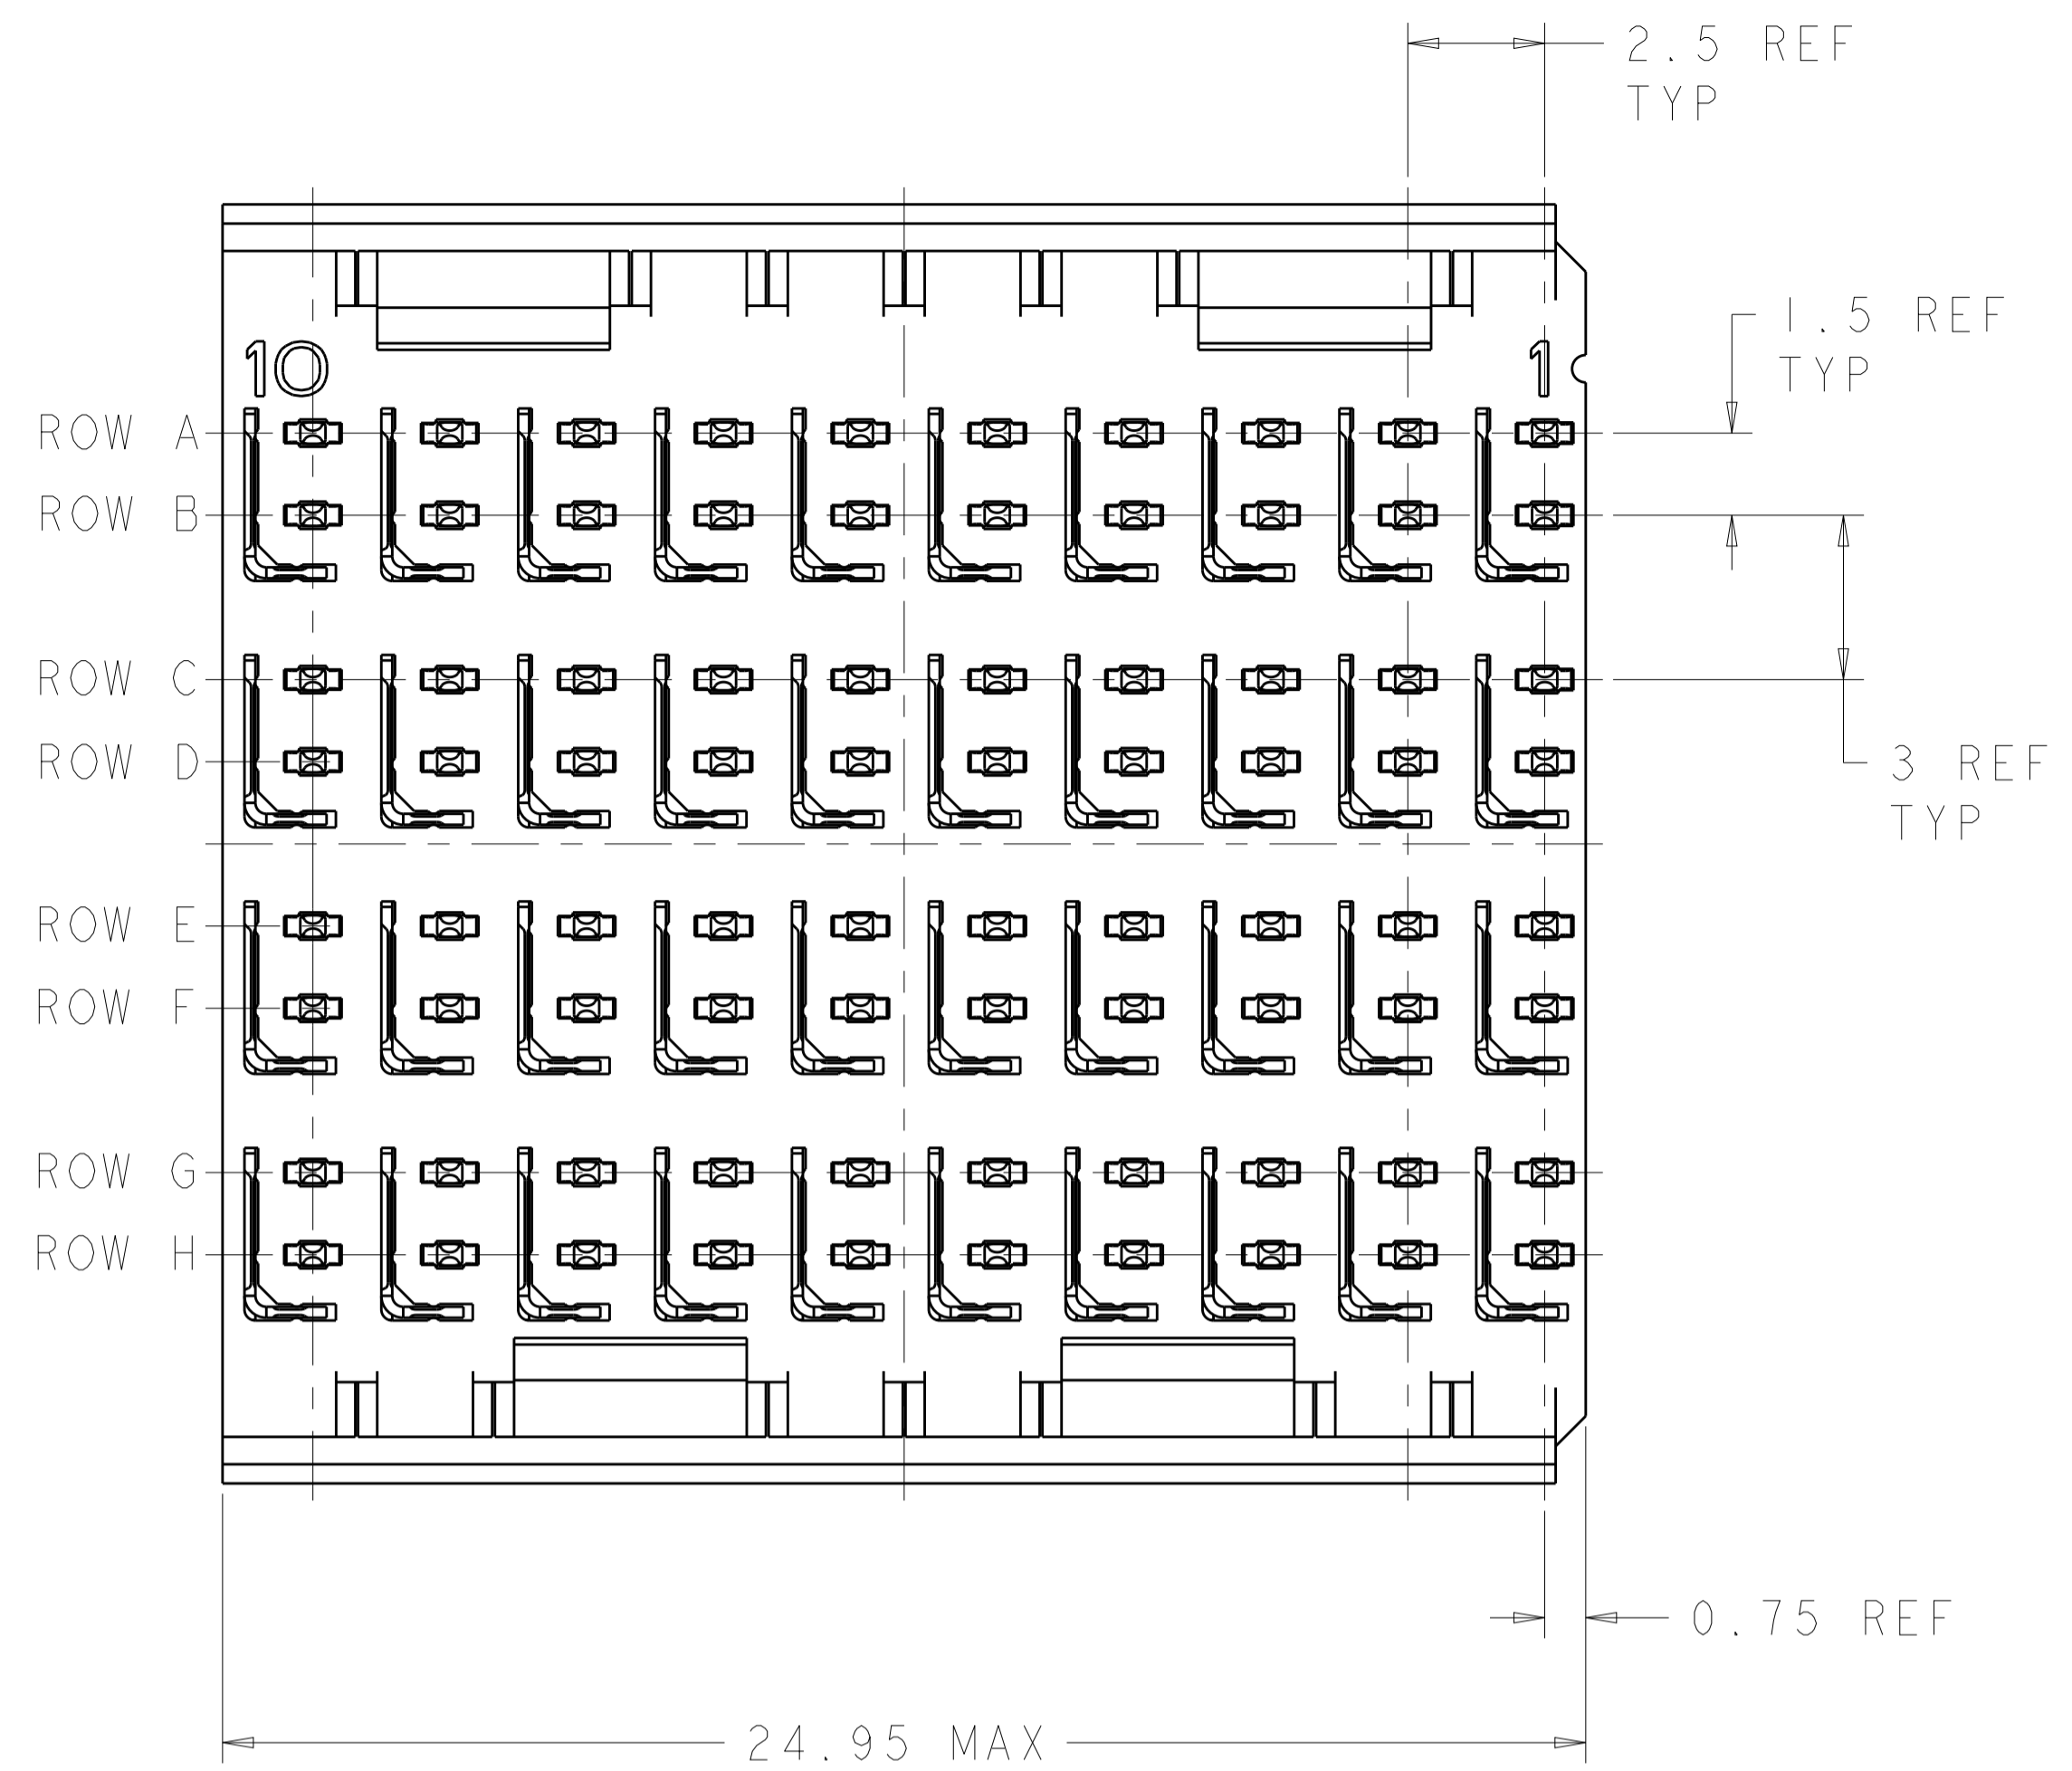 2.5 REF
TYP
1.5 REF
TYP
10
1
ROW A
ROW B
ROW C
ROW D
3 REF
TYP
ROW E
ROW F
ROW G
ROW H
0.75 REF
24.95 MAX